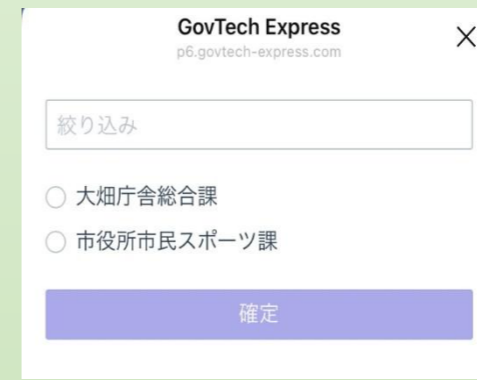 GovTech Express
p6.govtech-express.com
絞り込み
大畑庁舎総合課
市役所市民スポーツ課
確定